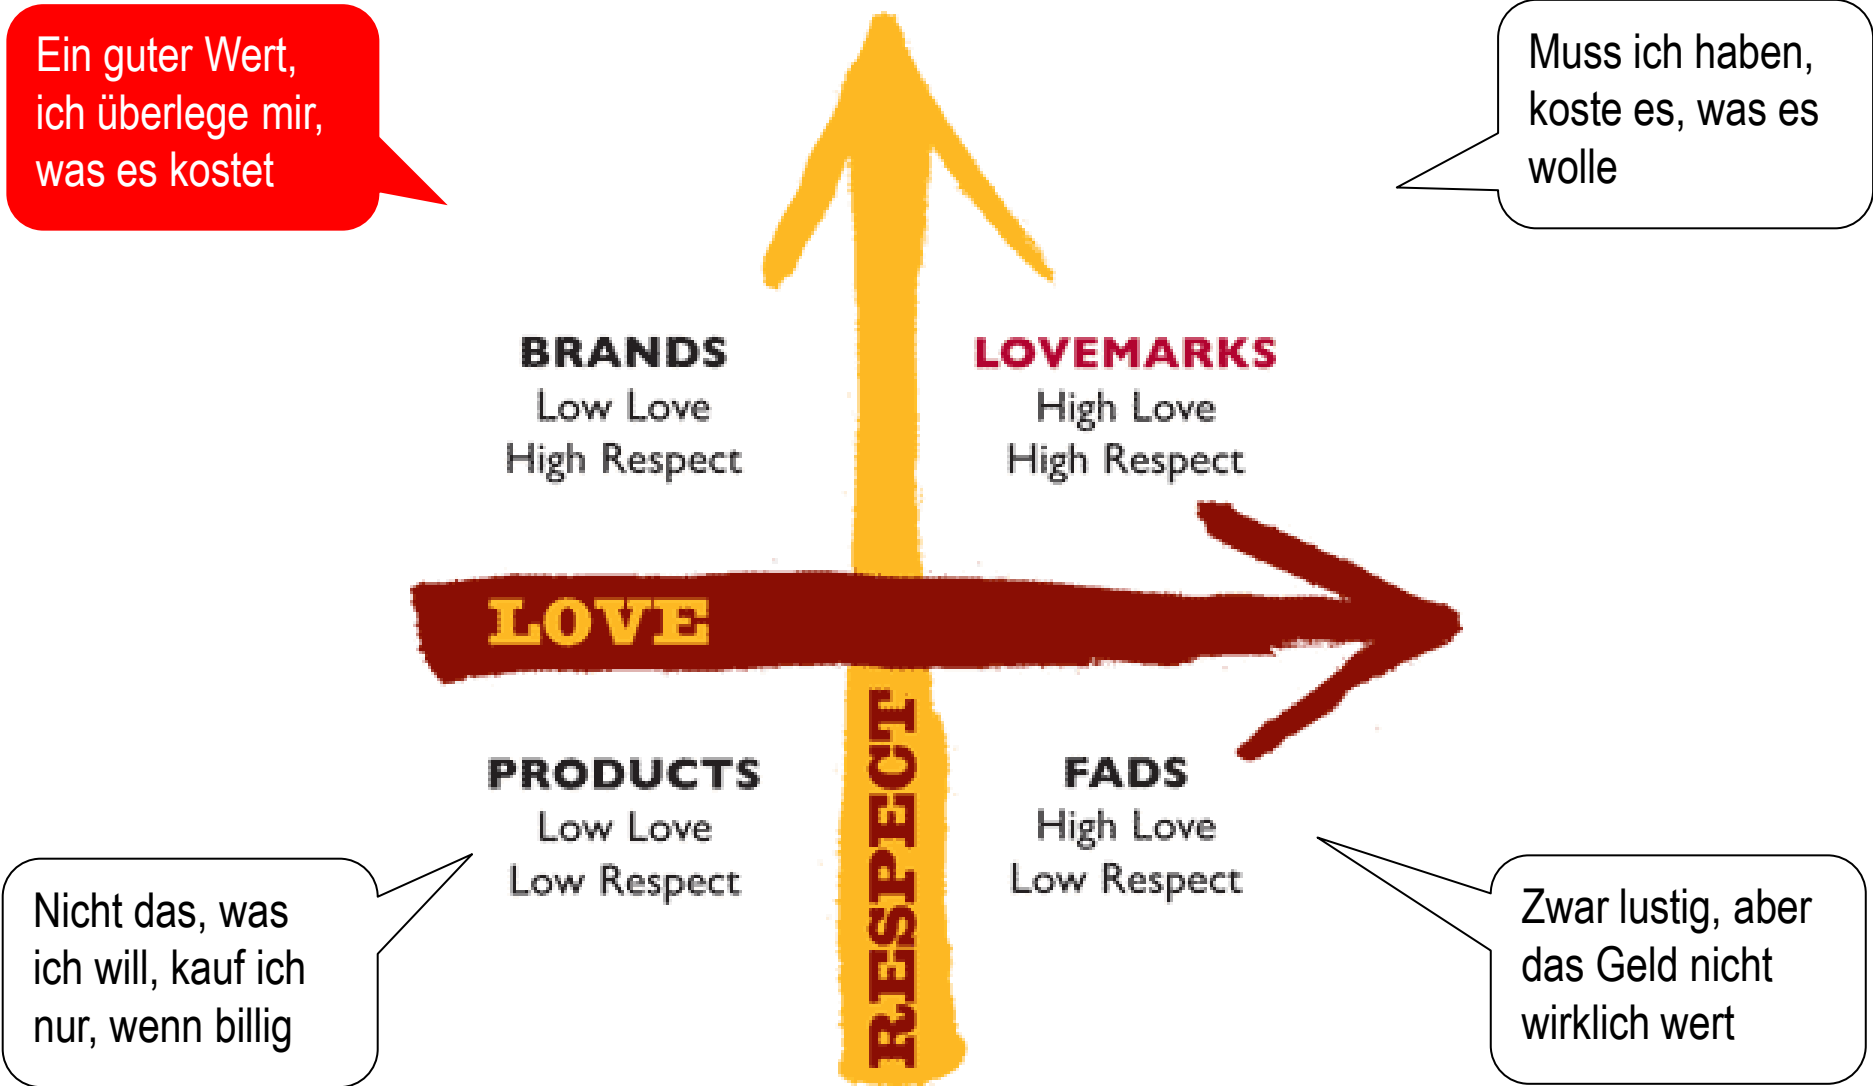 Ein guter Wert,
ich überlege mir,
was es kostet
Muss ich haben,
koste es, was es
wolle
BRANDS
Low Love
High Respect
LOVEMARKS
High Love
High Respect
LOVE
RESPECT
PRODUCTS
Low Love
Low Respect
FADS
High Love
Low Respect
Nicht das, was
ich will, kauf ich
nur, wenn billig
Zwar lustig, aber
das Geld nicht
wirklich wert